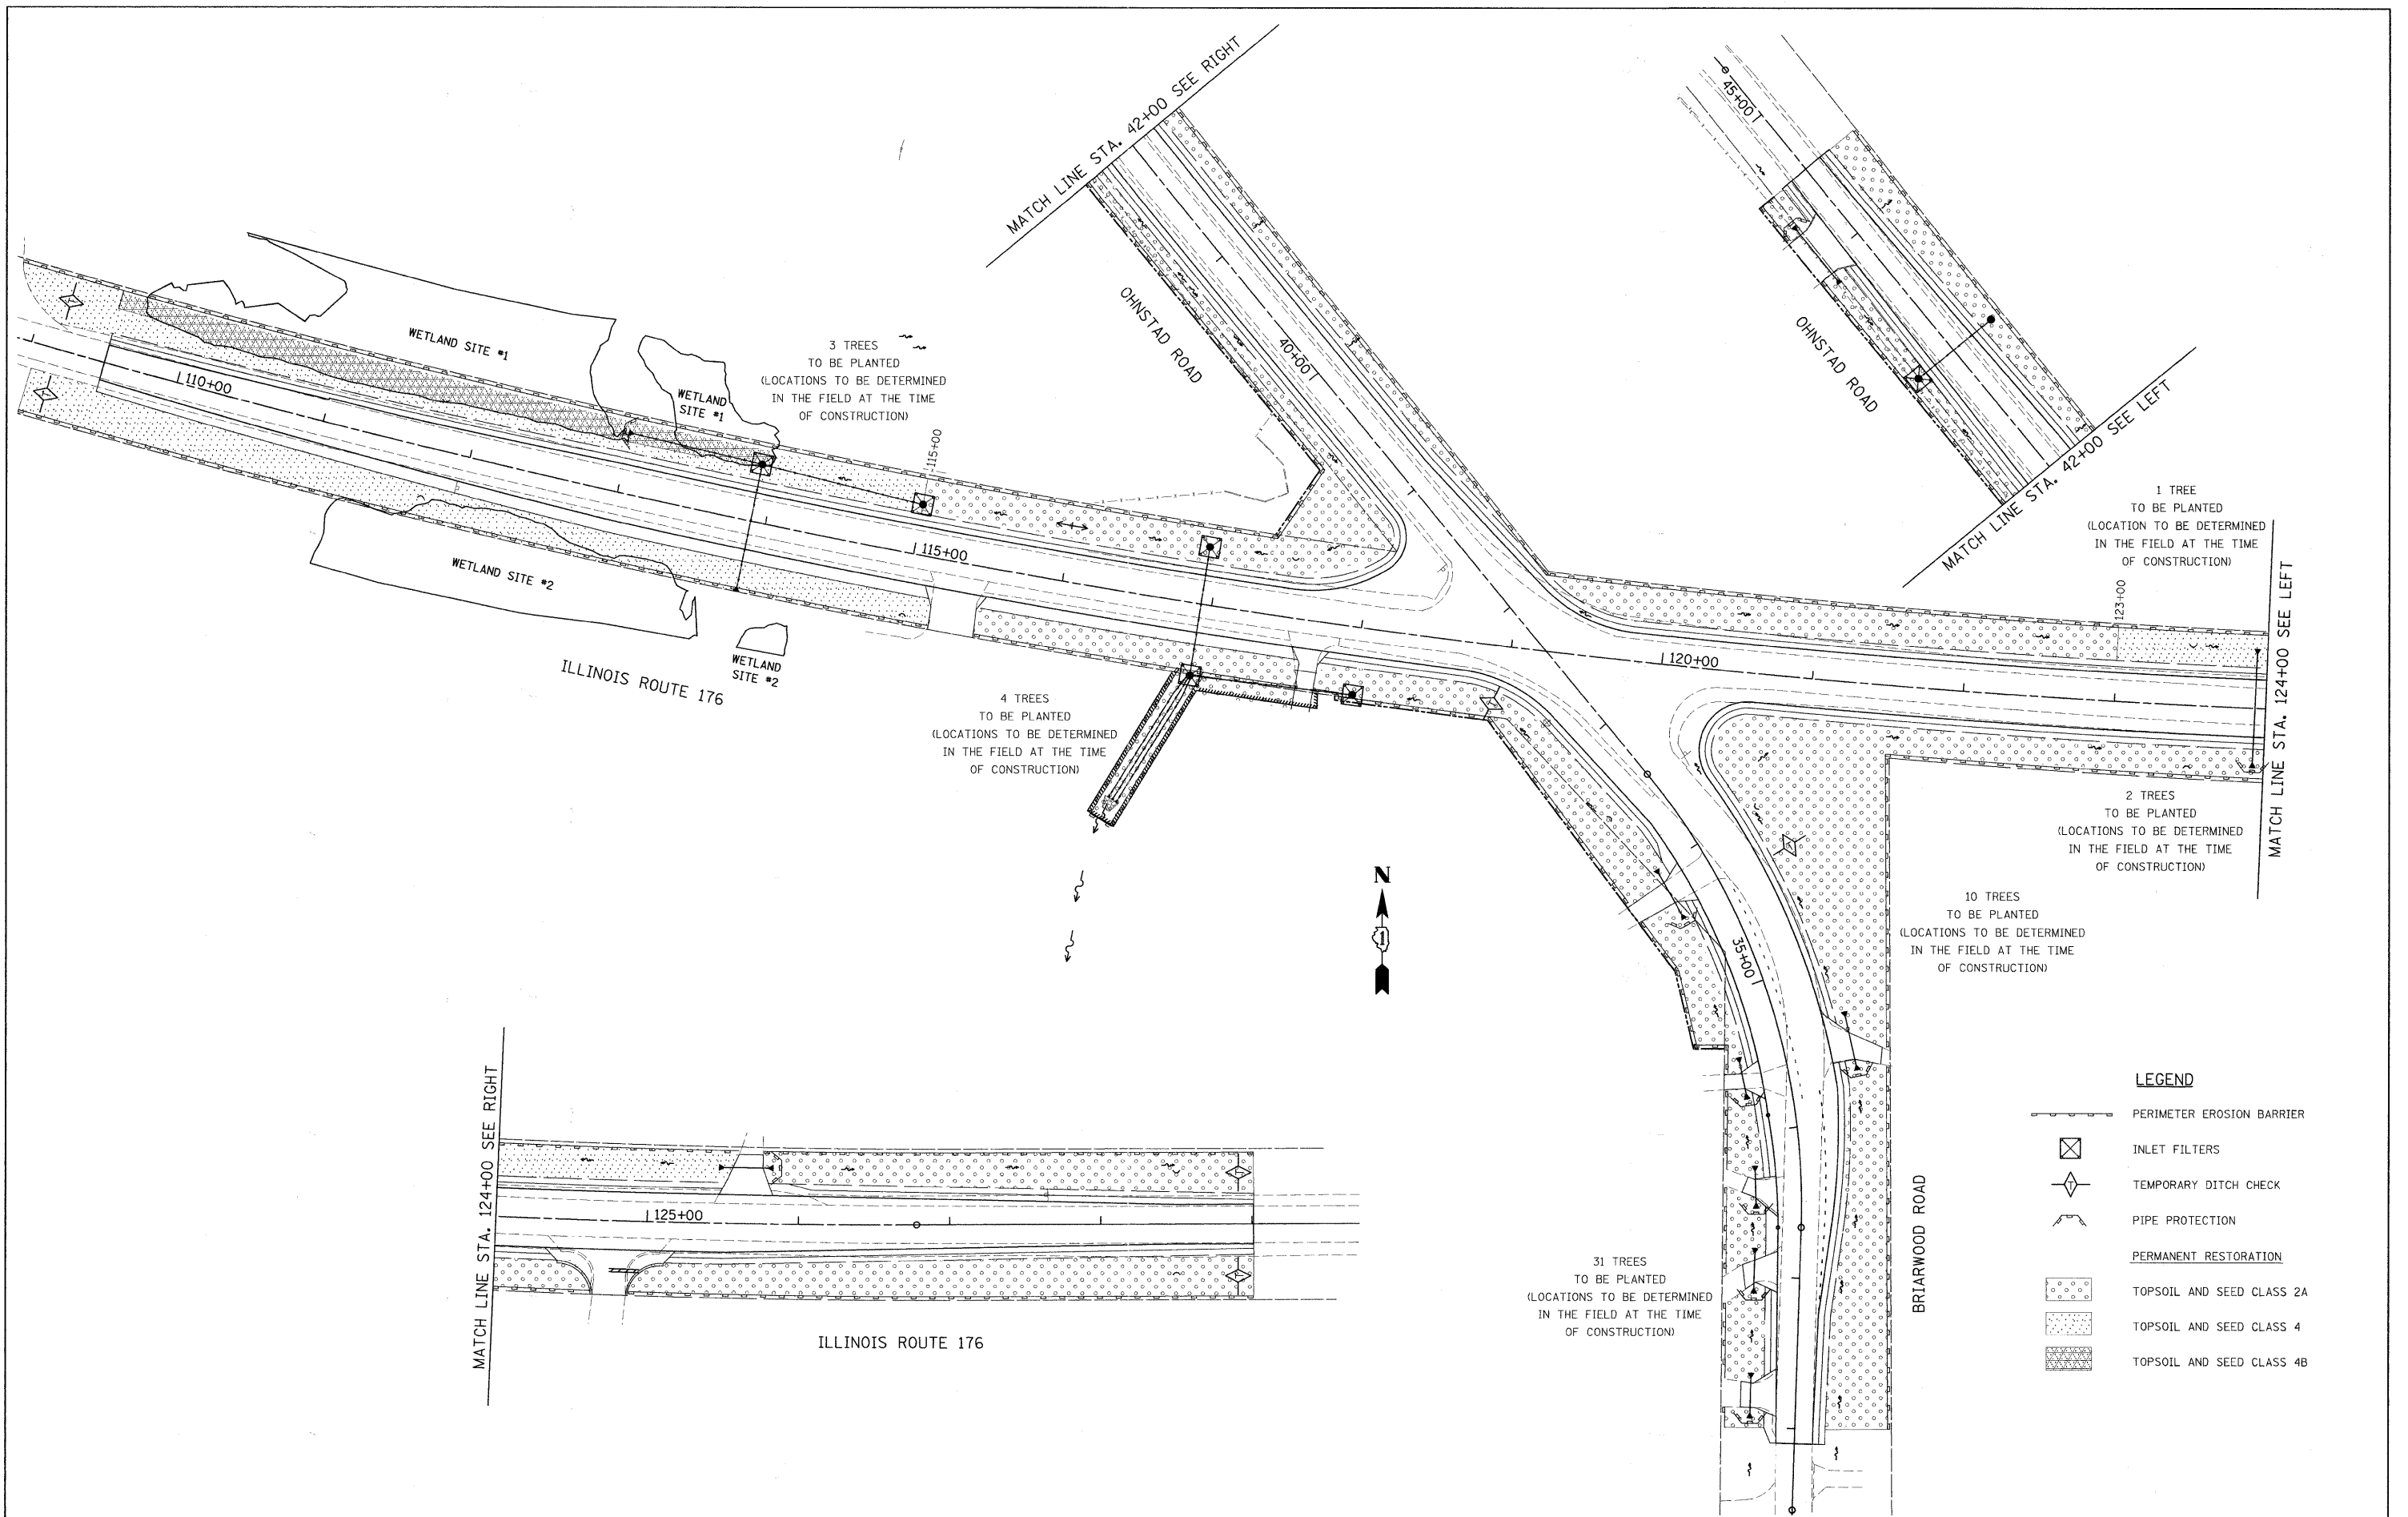 MATCH LINE STA. 42+00 SEE RIGHT
45+00
WETLAND SITE #1
3 TREES
TO BE PLANTED
(LOCATIONS TO BE DETERMINED
IN THE FIELD AT THE TIME
OF CONSTRUCTION)
OHNSTAD ROAD
40+00
OHNSTAD ROAD
MATCH LINE STA. 42+00 SEE LEFT
110+00
WETLAND
SITE #1
115+00
115+00
1 TREE
TO BE PLANTED
(LOCATION TO BE DETERMINED
IN THE FIELD AT THE TIME
OF CONSTRUCTION)
123+00
MATCH LINE STA. 124+00 SEE LEFT
WETLAND SITE #2
WETLAND
SITE #2
ILLINOIS ROUTE 176
120+00
4 TREES
TO BE PLANTED
(LOCATIONS TO BE DETERMINED
IN THE FIELD AT THE TIME
OF CONSTRUCTION)
2 TREES
TO BE PLANTED
(LOCATIONS TO BE DETERMINED
IN THE FIELD AT THE TIME
OF CONSTRUCTION)
N
1
10 TREES
TO BE PLANTED
(LOCATIONS TO BE DETERMINED
IN THE FIELD AT THE TIME
OF CONSTRUCTION)
35+00
MATCH LINE STA. 124+00 SEE RIGHT
125+00
ILLINOIS ROUTE 176
31 TREES
TO BE PLANTED
(LOCATIONS TO BE DETERMINED
IN THE FIELD AT THE TIME
OF CONSTRUCTION)
BRIARWOOD ROAD
LEGEND
PERIMETER EROSION BARRIER
INLET FILTERS
T
TEMPORARY DITCH CHECK
PIPE PROTECTION
PERMANENT RESTORATION
TOPSOIL AND SEED CLASS 2A
TOPSOIL AND SEED CLASS 4
TOPSOIL AND SEED CLASS 4B